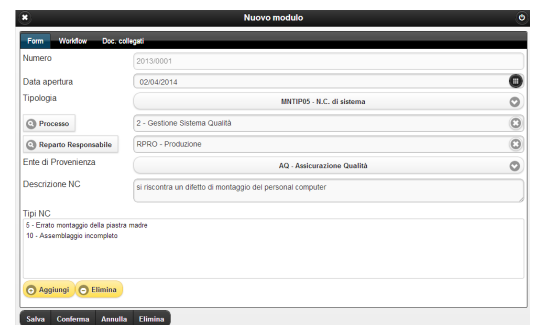 Nuovo modulo
Form Workflow Doc. collegati
Numero 2013/0001
Data apertura 02/04/2014
Tipologia MNTIP05 - N.C. di sistema
Processo 2 - Gestione Sistema Qualità
Reparto Responsabile RPRO - Produzione
Ente di Provenienza AQ - Assicurazione Qualità
Descrizione NC si riscontra un difetto di montaggio del personal computer
Tipi NC
5 - Errato montaggio della piastra madre
10 - Assemblaggio incompleto
Aggiungi Elimina
Salva Conferma Annulla Elimina